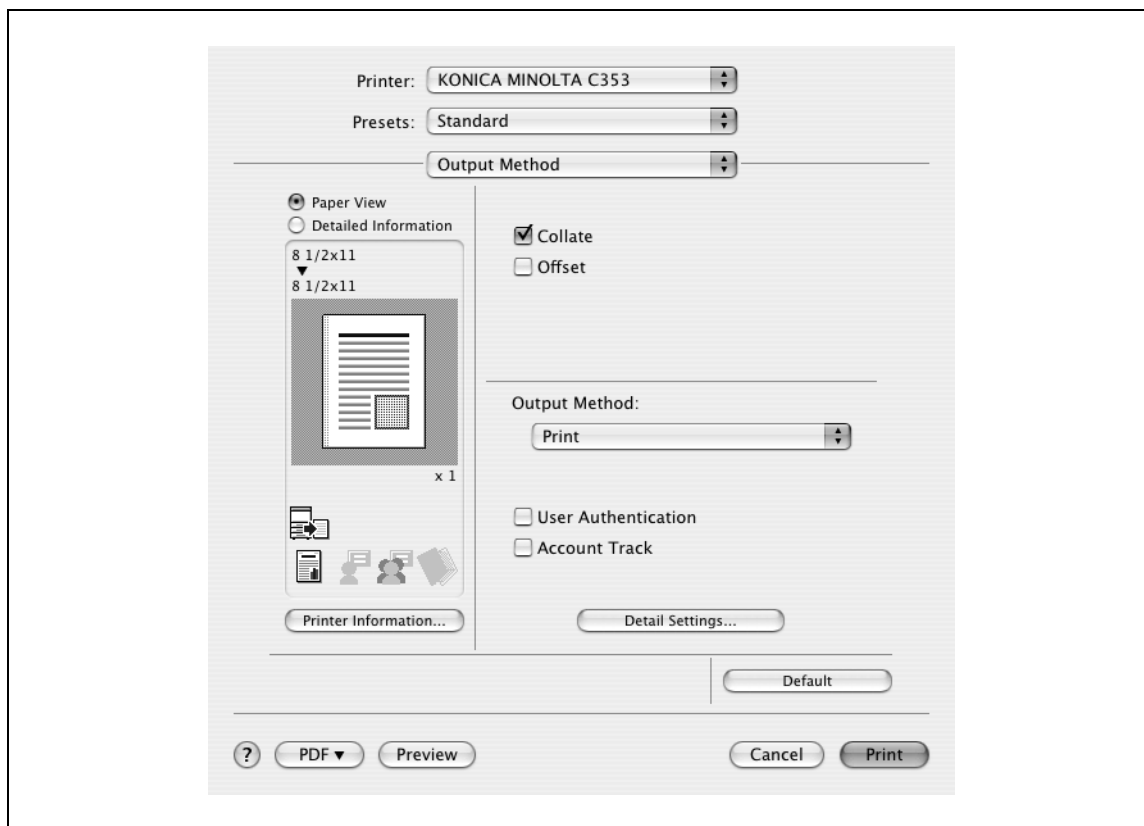 Printer: KONICA MINOLTA C353
Presets: Standard
Output Method
Paper View
Detailed Information
8 1/2x11
8 1/2x11
x 1
Printer Information...
Collate
Offset
Output Method:
Print
User Authentication
Account Track
Detail Settings...
Default
? PDF Preview Cancel Print